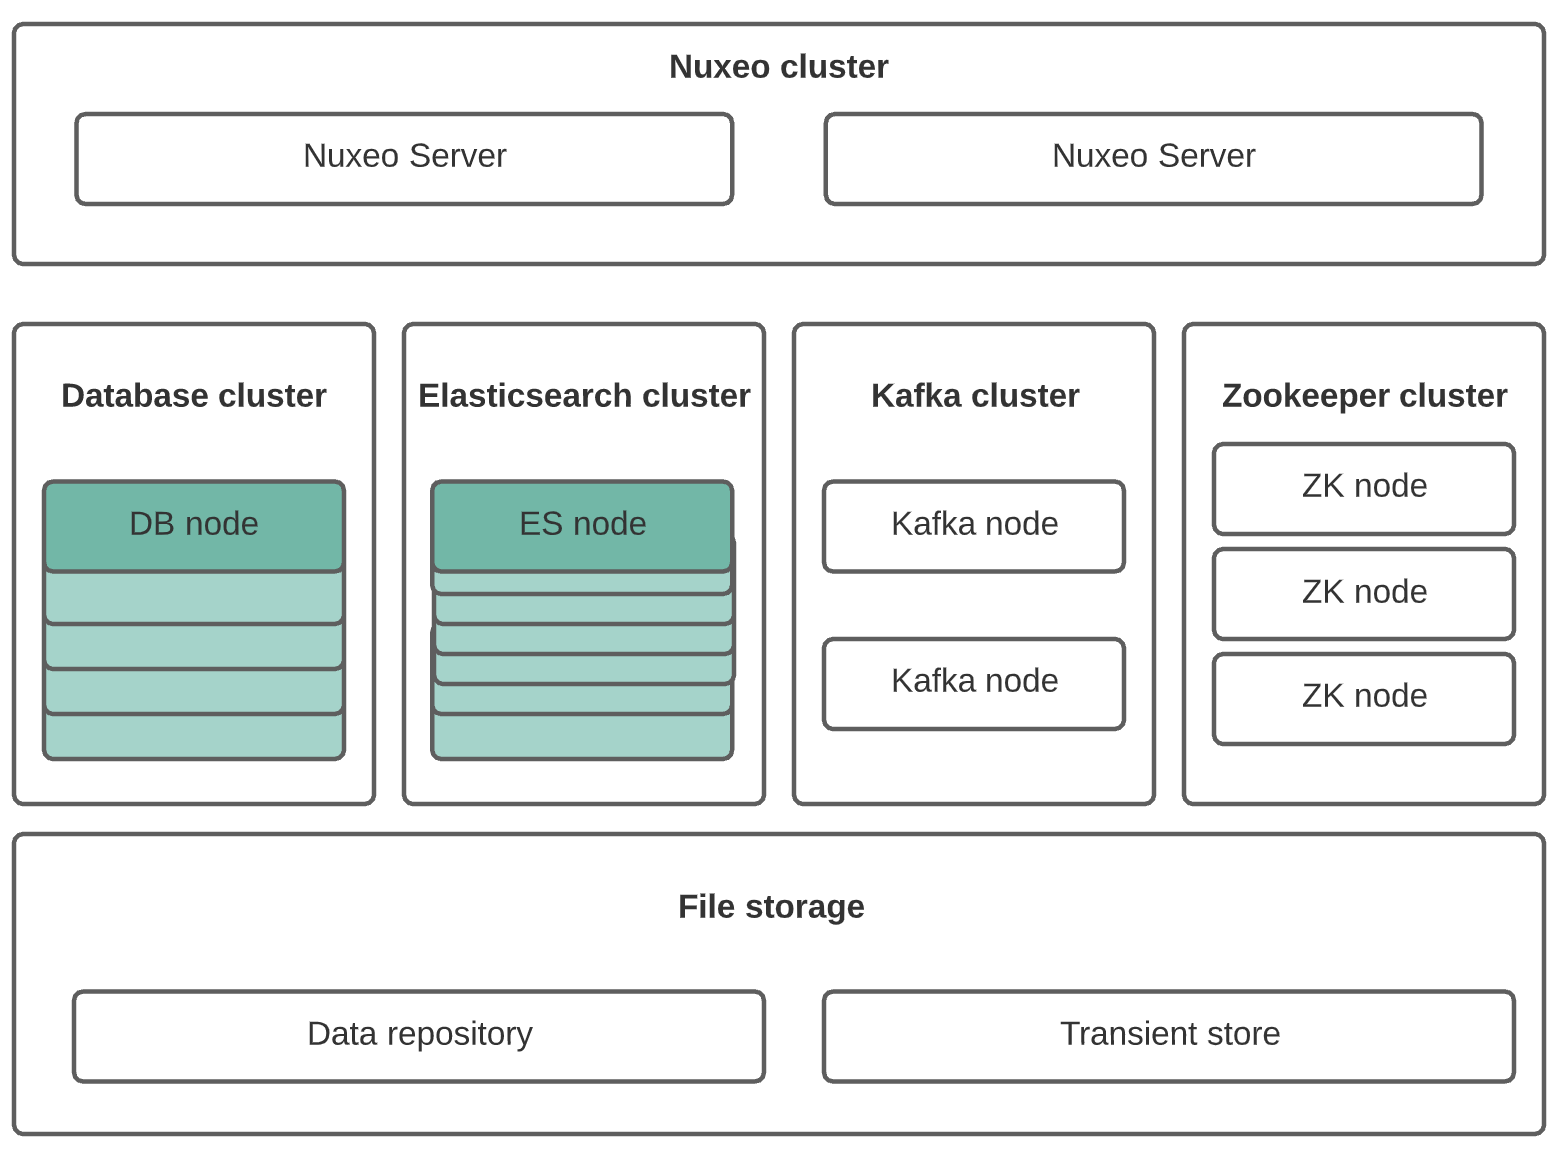 Nuxeo cluster
Nuxeo Server
Nuxeo Server
Database cluster
DB node
Elasticsearch cluster
ES node
Kafka cluster
Kafka node
Kafka node
Zookeeper cluster
ZK node
ZK node
ZK node
File storage
Data repository
Transient store